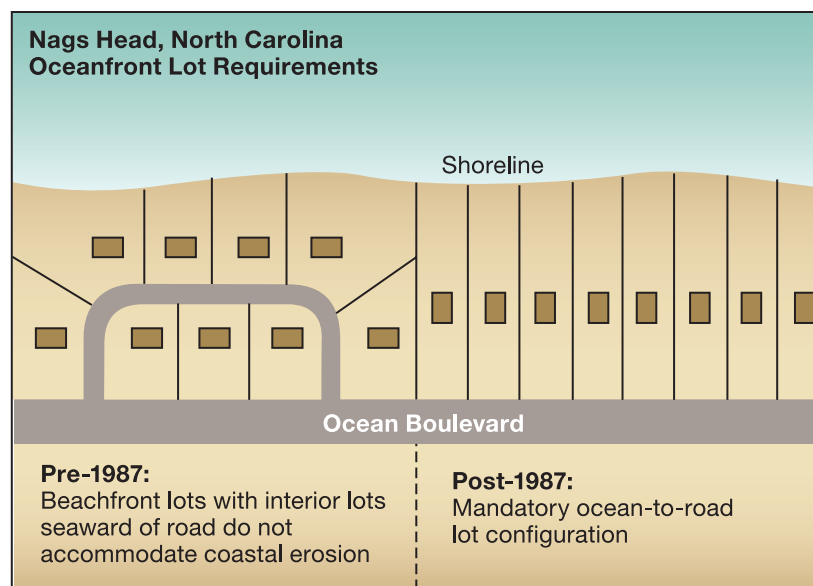 Nags Head, North Carolina
Oceanfront Lot Requirements
Shoreline
Ocean Boulevard
Pre-1987:
Beachfront lots with interior lots
seaward of road do not
accommodate coastal erosion
Post-1987:
Mandatory ocean-to-road
lot configuration